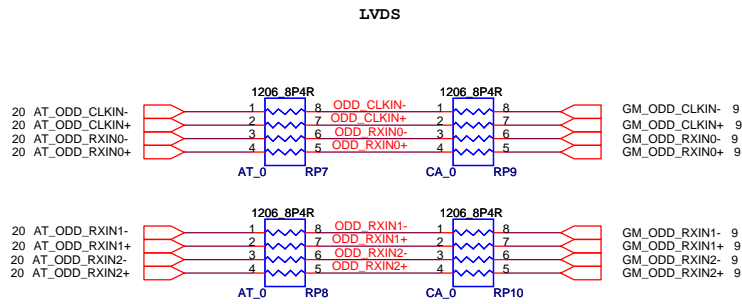 LVDS
1206_8P4R 1206_8P4R
20 AT_ODD_CLKIN- 1 8 ODD_CLKIN- 1 8 GM_ODD_CLKIN- 9
20 AT_ODD_CLKIN+ 2 7 ODD_CLKIN+ 2 7 GM_ODD_CLKIN+ 9
20 AT_ODD_RXIN0- 3 6 ODD_RXIN0- 3 6 GM_ODD_RXIN0- 9
20 AT_ODD_RXIN0+ 4 5 ODD_RXIN0+ 4 5 GM_ODD_RXIN0+ 9
AT_0 RP7 CA_0 RP9
1206_8P4R 1206_8P4R
20 AT_ODD_RXIN1- 1 8 ODD_RXIN1- 1 8 GM_ODD_RXIN1- 9
20 AT_ODD_RXIN1+ 2 7 ODD_RXIN1+ 2 7 GM_ODD_RXIN1+ 9
20 AT_ODD_RXIN2- 3 6 ODD_RXIN2- 3 6 GM_ODD_RXIN2- 9
20 AT_ODD_RXIN2+ 4 5 ODD_RXIN2+ 4 5 GM_ODD_RXIN2+ 9
AT_0 RP8 CA_0 RP10